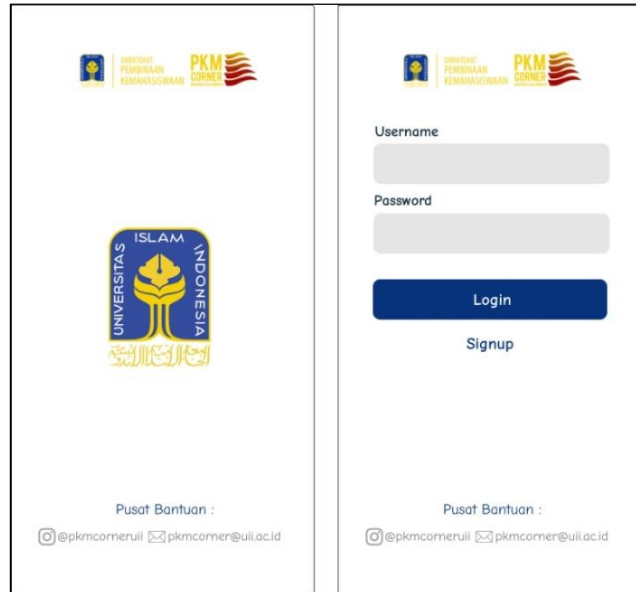 DIREKTORAT
PEMBINAAN
KEMAHASISWAAN
PKM
CORNER
UNIVERSITAS ISLAM INDONESIA
Pusat Bantuan :
@pkmcorneruii pkmcorner@uii.ac.id
DIREKTORAT
PEMBINAAN
KEMAHASISWAAN
PKM
CORNER
Username
Password
Login
Signup
Pusat Bantuan :
@pkmcorneruii pkmcorner@uii.ac.id